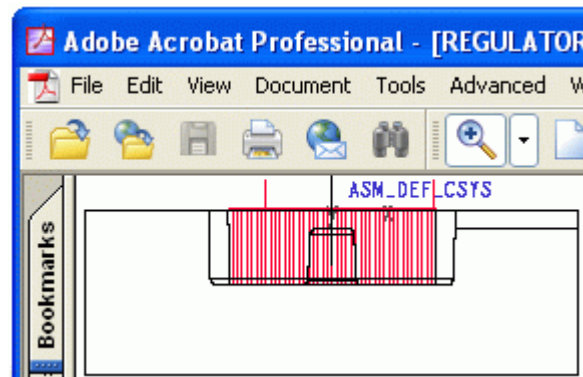 Adobe Acrobat Professional - [REGULATOR
File Edit View Document Tools Advanced W
ASM_DEF_CSYS
Bookmarks